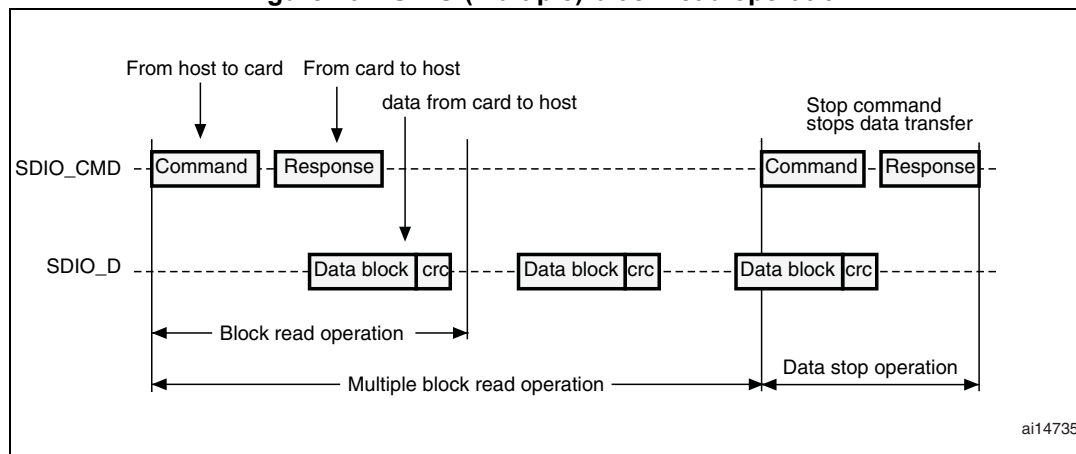 From host to card From card to host
data from card to host
Stop command
stops data transfer
SDIO_CMD Command Response Command Response
SDIO_D Data block crc Data block crc Data block crc
Block read operation
Data stop operation
Multiple block read operation
ai14735